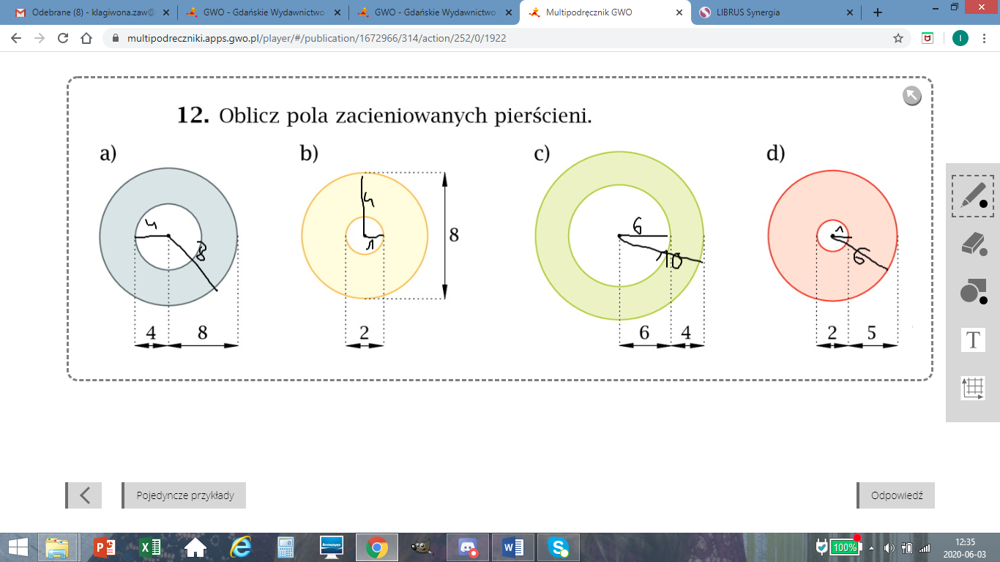 Odebrane (8) - klagiwona.zaw@
GWO - Gdańskie Wydawnictwo
GWO - Gdańskie Wydawnictwo
Multipodręcznik GWO
LIBRUS Synergia
multipodreczniki.apps.gwo.pl/player/#/publication/1672966/314/action/252/0/1922
I
12. Oblicz pola zacieniowanych pierścieni.
a)
b)
c)
d)
4
8
4
1
8
6
10
1
6
4
8
2
6
4
2
5
T
Pojedyncze przykłady
Odpowiedź
lenovo
100%
12:35
2020-06-03